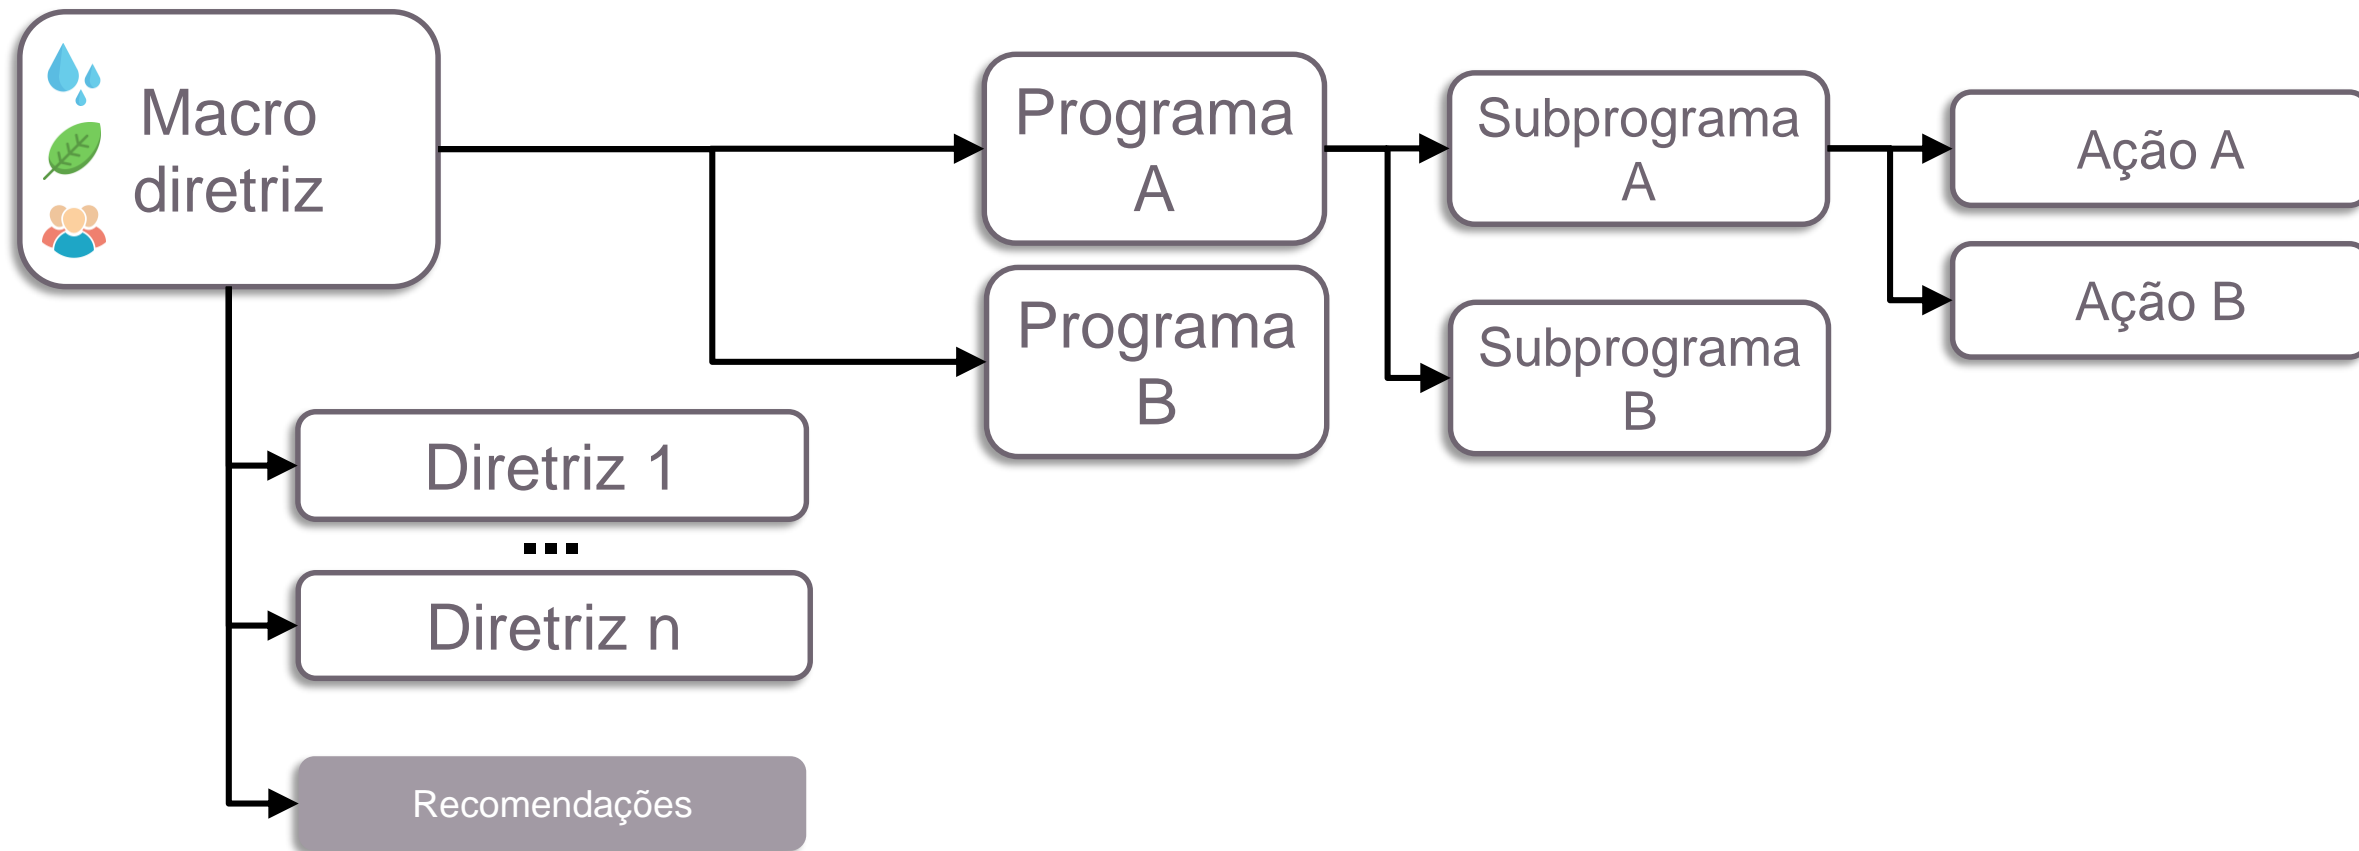 Macro
diretriz
Programa
A
Subprograma
A
Ação A
Ação B
Programa
B
Subprograma
B
Diretriz 1
...
Diretriz n
Recomendações